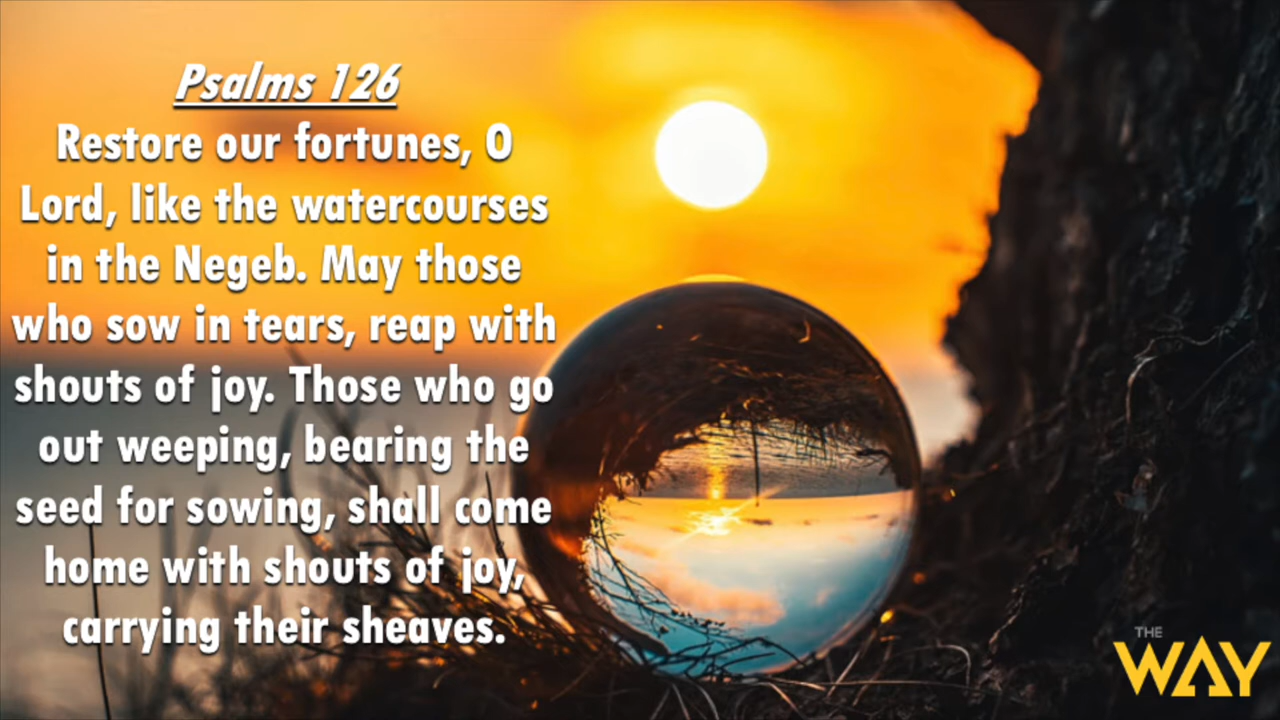 Psalms 126
Restore our fortunes, O
Lord, like the watercourses
in the Negeb. May those
who sow in tears, reap with
shouts of joy. Those who go
out weeping, bearing the
seed for sowing, shall come
home with shouts of joy,
carrying their sheaves.
THE
WAY